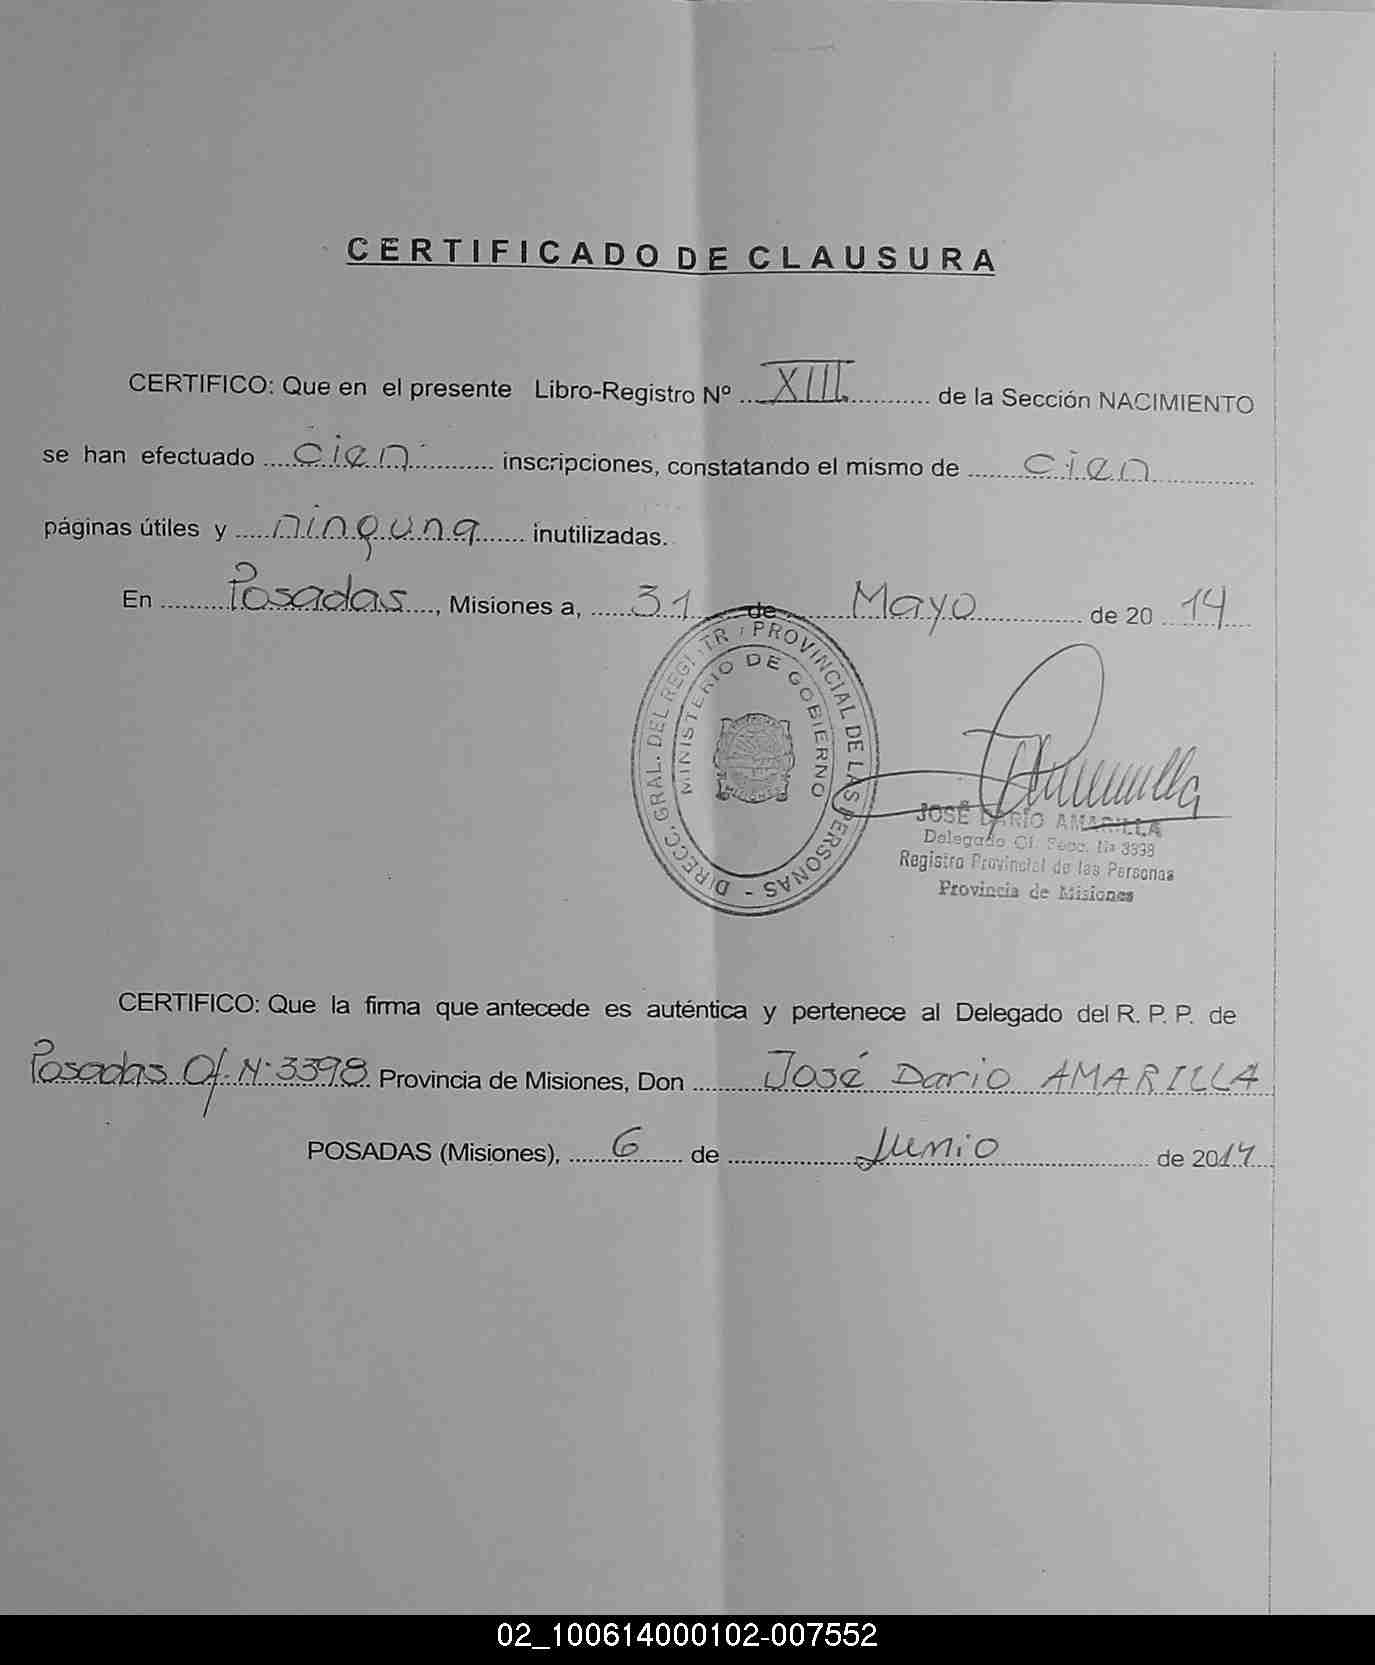 CERTIFICADO DE CLAUSURA
CERTIFICO: Que en el presente Libro-Registro Nº XIII de la Sección NACIMIENTO
se han efectuado cien inscripciones, constatando el mismo de cien
páginas útiles y ninguna inutilizadas.
En Posadas, Misiones a, 31 de Mayo de 2014
DIRECC. GRAL. DEL REGISTR PROVINCIAL DE LAS PERSONAS -
MINISTERIO DE GOBIERNO
MISIONES
JOSÉ DARÍO AMARILLA
Delegado Of. Secc. Nº 3398
Registro Provincial de las Personas
Provincia de Misiones
CERTIFICO: Que la firma que antecede es auténtica y pertenece al Delegado del R. P. P. de
Posadas Of. Nº 3398 Provincia de Misiones, Don José Dario AMARILLA
POSADAS (Misiones), 6 de Junio de 2014
02_100614000102-007552